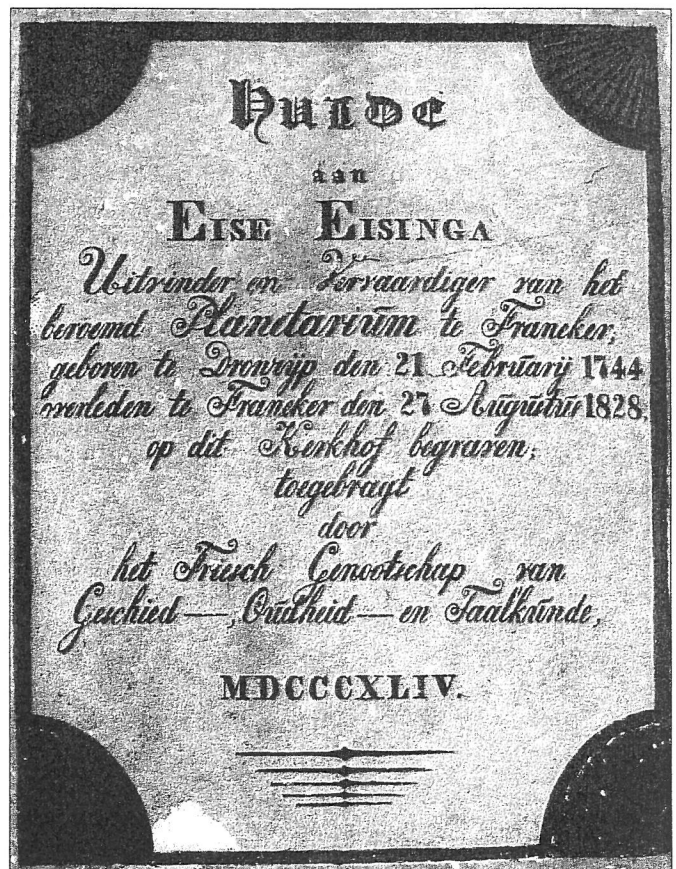 HULDE
aan
EISE EISINGA
Uitvinder en Vervaardiger van het
beroemd Planetarium te Franeker,
geboren te Dronrijp den 21 Februarij 1744
overleden te Franeker den 27 Augustus 1828,
op dit Kerkhof begraven,
toegebragt
door
het Friesch Genootschap van
Geschied—, Oudheid—en Taalkunde,
MDCCCXLIV.